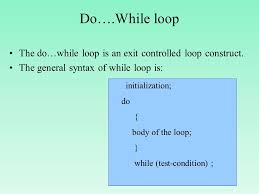 Do….While loop
• The do…while loop is an exit controlled loop construct.
• The general syntax of while loop is:
initialization;
do
{
body of the loop;
}
while (test-condition) ;